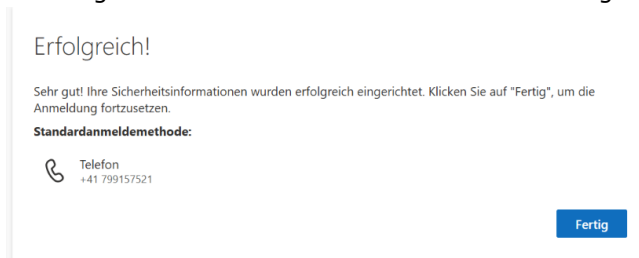 Erfolgreich!
Sehr gut! Ihre Sicherheitsinformationen wurden erfolgreich eingerichtet. Klicken Sie auf "Fertig", um die
Anmeldung fortzusetzen.
Standardanmeldemethode:
Telefon
+41 799157521
Fertig